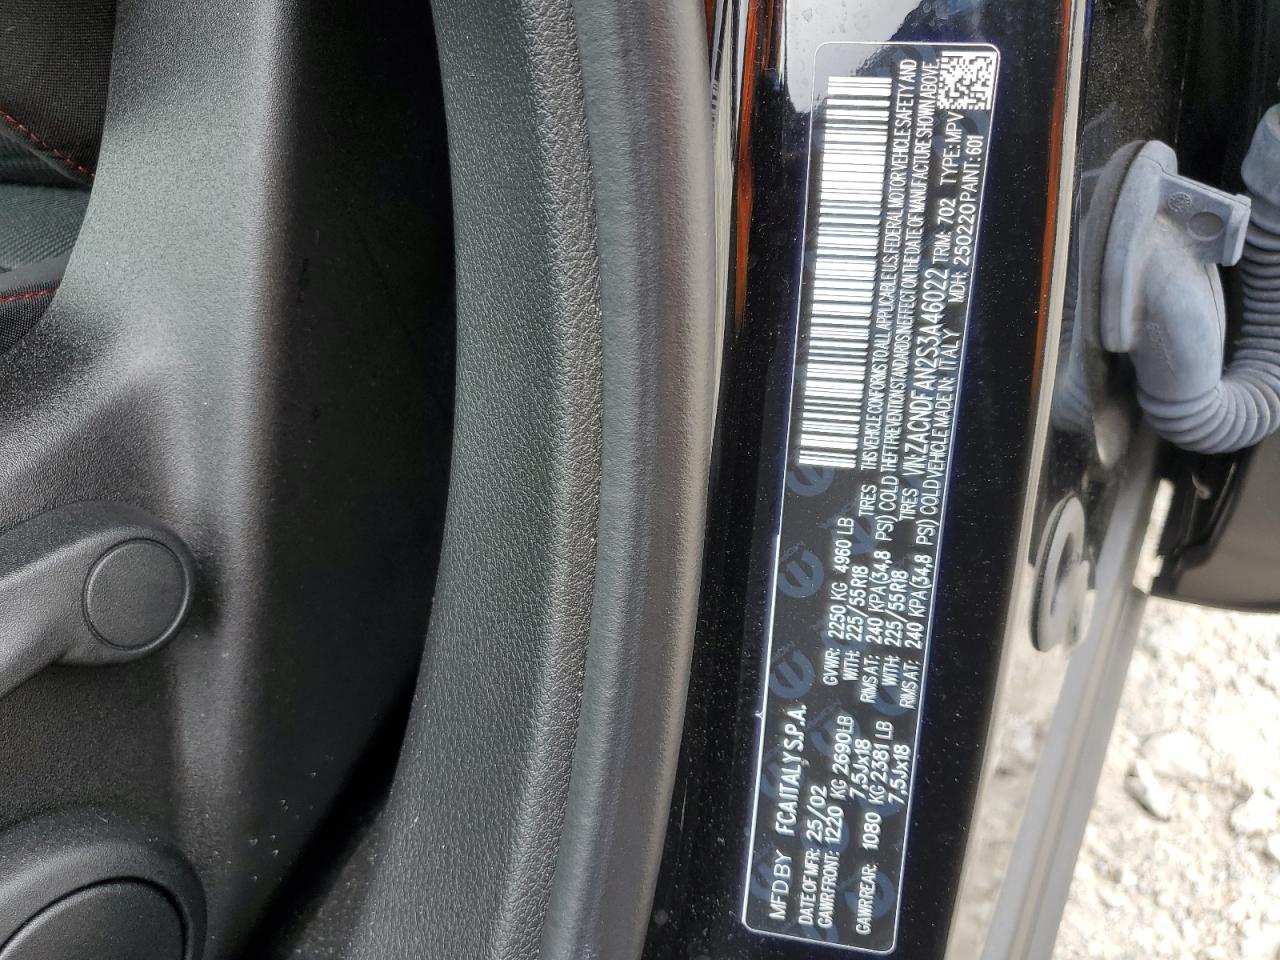 MFD BY FCA ITALY S.P.A.
DATE OF MFR: 25/02 GVWR: 2250 KG 4960 LB
GAWR FRONT: 1220 KG 2690 LB WITH: 225/55R18 TIRES
7,5Jx18 RIMS AT: 240 KPA(34,8 PSI) COLD
GAWR REAR: 1080 KG 2381 LB WITH: 225/55R18 TIRES
7,5Jx18 RIMS AT: 240 KPA(34,8 PSI) COLD
THIS VEHICLE CONFORMS TO ALL APPLICABLE U.S. FEDERAL MOTOR VEHICLE SAFETY AND
THEFT PREVENTION STANDARDS IN EFFECT ON THE DATE OF MANUFACTURE SHOWN ABOVE.
VIN: ZACNDFAN2S3A46022 TRIM: 702 TYPE: MPV
VEHICLE MADE IN: ITALY MDH: 250220 PAINT: 601